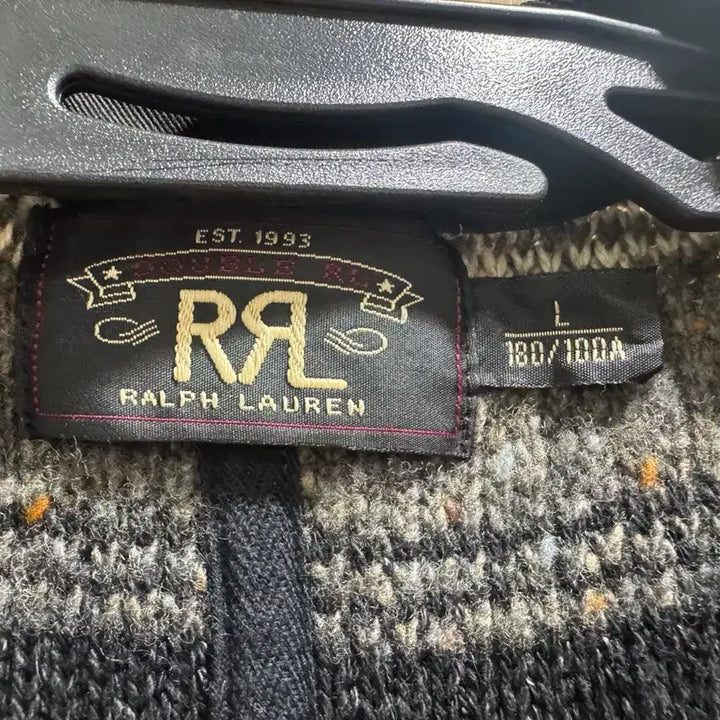 EST. 1993
DOUBLE RL
RRL
RALPH LAUREN
L
180/100A